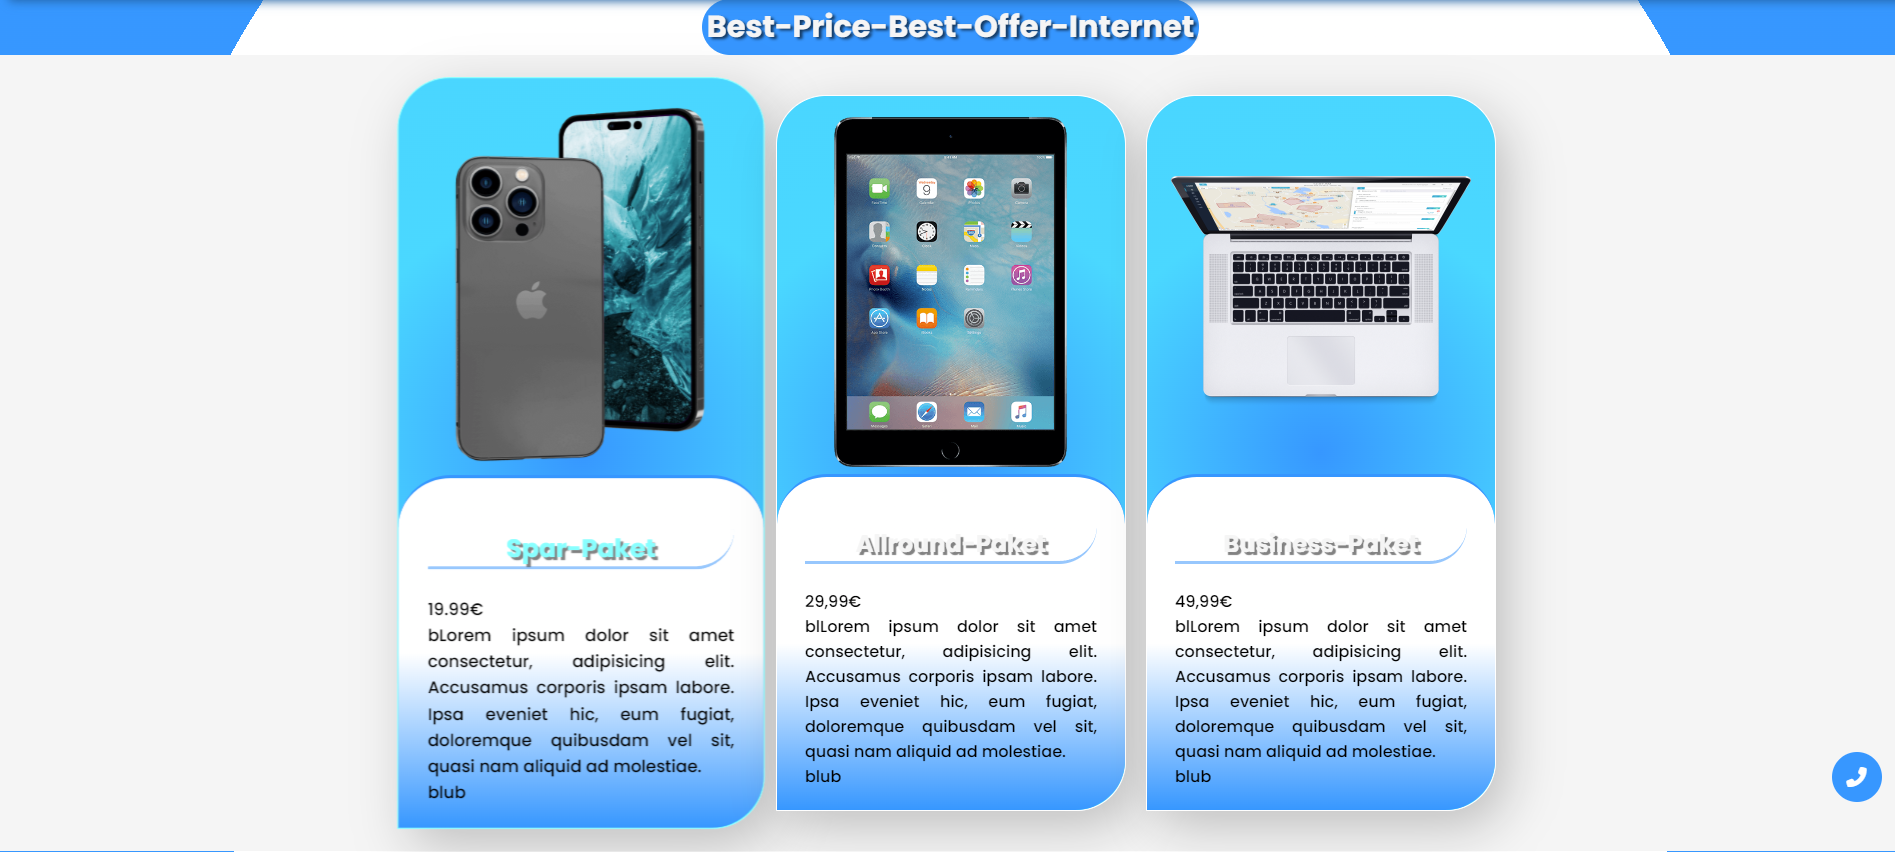 Best-Price-Best-Offer-Internet
Spar-Paket
19.99€
bLorem ipsum dolor sit amet
consectetur, adipisicing elit.
Accusamus corporis ipsam labore.
Ipsa eveniet hic, eum fugiat,
doloremque quibusdam vel sit,
quasi nam aliquid ad molestiae.
blub
Allround-Paket
29,99€
blLorem ipsum dolor sit amet
consectetur, adipisicing elit.
Accusamus corporis ipsam labore.
Ipsa eveniet hic, eum fugiat,
doloremque quibusdam vel sit,
quasi nam aliquid ad molestiae.
blub
Business-Paket
49,99€
blLorem ipsum dolor sit amet
consectetur, adipisicing elit.
Accusamus corporis ipsam labore.
Ipsa eveniet hic, eum fugiat,
doloremque quibusdam vel sit,
quasi nam aliquid ad molestiae.
blub